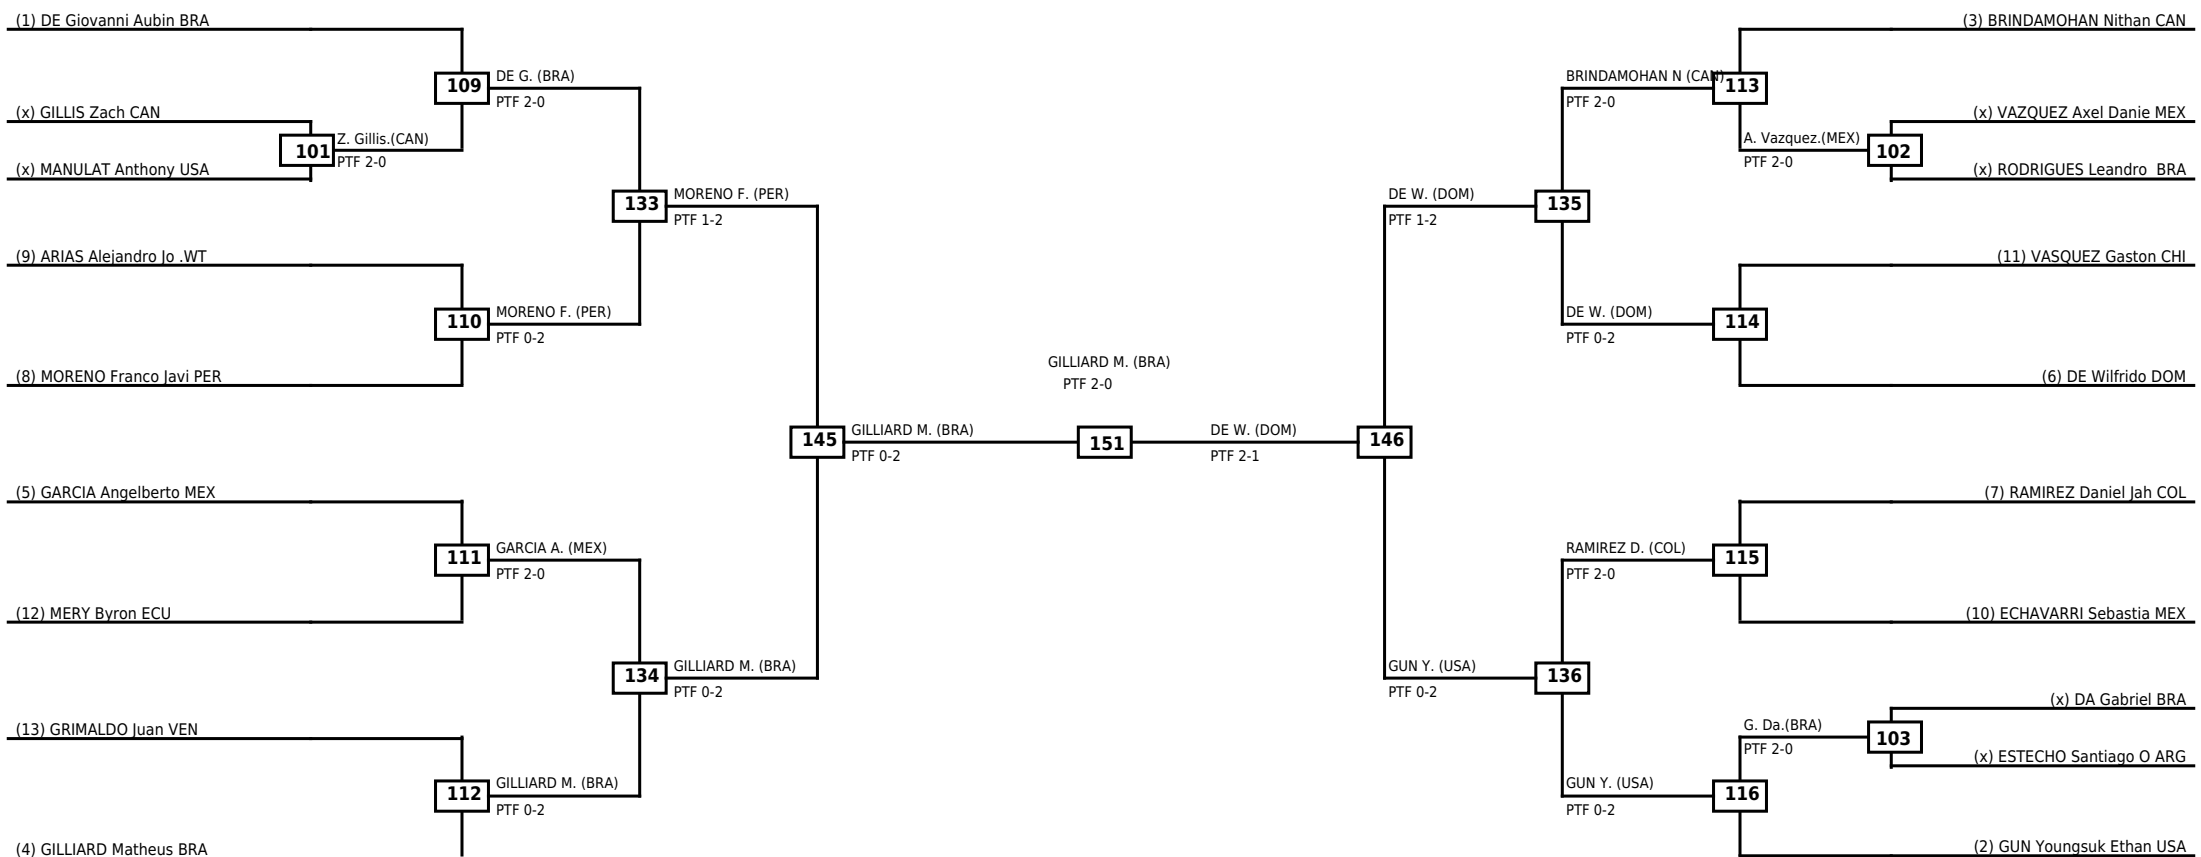 (1) DE Giovanni Aubin BRA
(x) GILLIS Zach CAN
(x) MANULAT Anthony USA
(9) ARIAS Alejandro Jo .WT
(8) MORENO Franco Javi PER
(5) GARCIA Angelberto MEX
(12) MERY Byron ECU
(13) GRIMALDO Juan VEN
(4) GILLIARD Matheus BRA
101
Z. Gillis.(CAN)
PTF 2-0
109
DE G. (BRA)
PTF 2-0
110
MORENO F. (PER)
PTF 0-2
111
GARCIA A. (MEX)
PTF 2-0
112
GILLIARD M. (BRA)
PTF 0-2
133
MORENO F. (PER)
PTF 1-2
134
GILLIARD M. (BRA)
PTF 0-2
145
GILLIARD M. (BRA)
PTF 0-2
GILLIARD M. (BRA)
PTF 2-0
151
DE W. (DOM)
PTF 2-1
146
DE W. (DOM)
PTF 1-2
135
GUN Y. (USA)
PTF 0-2
136
BRINDAMOHAN N (CAN)
PTF 2-0
113
DE W. (DOM)
PTF 0-2
114
RAMIREZ D. (COL)
PTF 2-0
115
GUN Y. (USA)
PTF 0-2
116
A. Vazquez.(MEX)
PTF 2-0
102
G. Da.(BRA)
PTF 2-0
103
(3) BRINDAMOHAN Nithan CAN
(x) VAZQUEZ Axel Danie MEX
(x) RODRIGUES Leandro  BRA
(11) VASQUEZ Gaston CHI
(6) DE Wilfrido DOM
(7) RAMIREZ Daniel Jah COL
(10) ECHAVARRI Sebastia MEX
(x) DA Gabriel BRA
(x) ESTECHO Santiago O ARG
(2) GUN Youngsuk Ethan USA